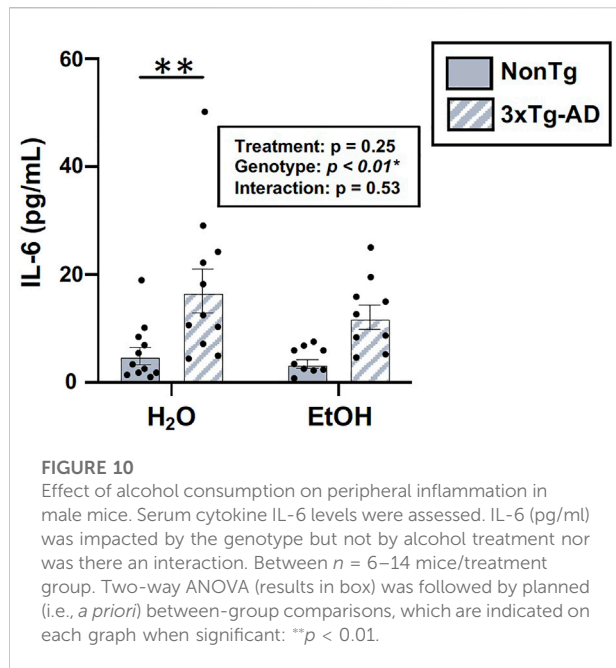 60
40
20
0
IL-6 (pg/mL)
**
NonTg
3xTg-AD
Treatment: p = 0.25
Genotype: p < 0.01*
Interaction: p = 0.53
H₂O
EtOH
FIGURE 10
Effect of alcohol consumption on peripheral inflammation in
male mice. Serum cytokine IL-6 levels were assessed. IL-6 (pg/ml)
was impacted by the genotype but not by alcohol treatment nor
was there an interaction. Between n = 6–14 mice/treatment
group. Two-way ANOVA (results in box) was followed by planned
(i.e., a priori) between-group comparisons, which are indicated on
each graph when significant: **p < 0.01.